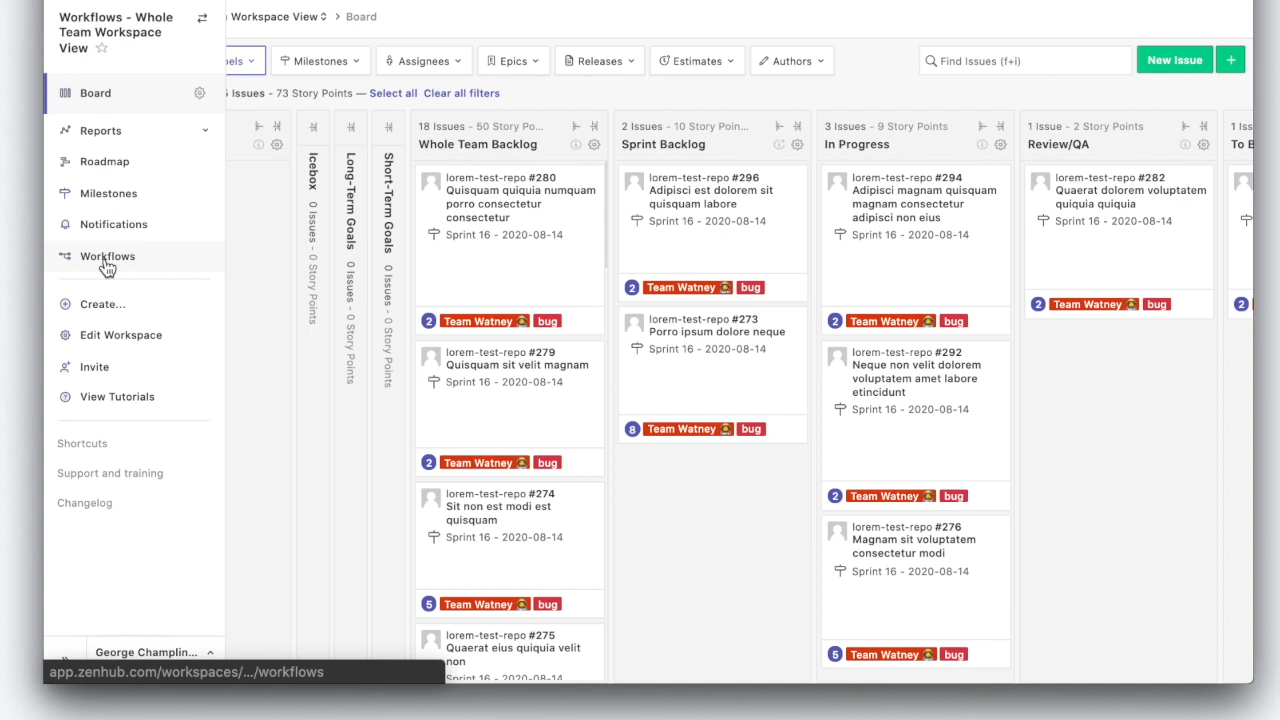 Workflows - Whole
Team Workspace
View
Workspace View > Board
Milestones
Assignees
Epics
Releases
Estimates
Authors
Find Issues (f+i)
New Issue
+
Issues - 73 Story Points — Select all Clear all filters
Board
Reports
Roadmap
Milestones
Notifications
Workflows
Create...
Edit Workspace
Invite
View Tutorials
Shortcuts
Support and training
Changelog
George Champlin...
app.zenhub.com/workspaces/.../workflows
Icebox 0 Issues - 0 Story Points
Long-Term Goals 0 Issues - 0 Story Points
Short-Term Goals 0 Issues - 0 Story Points
18 Issues - 50 Story Po...
Whole Team Backlog
lorem-test-repo #280
Quisquam quiquia numquam
porro consectetur
consectetur
Sprint 16 - 2020-08-14
2 Team Watney bug
lorem-test-repo #279
Quisquam sit velit magnam
Sprint 16 - 2020-08-14
2 Team Watney bug
lorem-test-repo #274
Sit non est modi est
quisquam
Sprint 16 - 2020-08-14
5 Team Watney bug
lorem-test-repo #275
Quaerat eius quiquia velit
non
Sprint 16 - 2020-08-14
2 Issues - 10 Story Poin...
Sprint Backlog
lorem-test-repo #296
Adipisci est dolorem sit
quisquam labore
Sprint 16 - 2020-08-14
2 Team Watney bug
lorem-test-repo #273
Porro ipsum dolore neque
Sprint 16 - 2020-08-14
8 Team Watney bug
3 Issues - 9 Story Points
In Progress
lorem-test-repo #294
Adipisci magnam quisquam
magnam consectetur
adipisci non eius
Sprint 16 - 2020-08-14
2 Team Watney bug
lorem-test-repo #292
Neque non velit dolorem
voluptatem amet labore
etincidunt
Sprint 16 - 2020-08-14
2 Team Watney bug
lorem-test-repo #276
Magnam sit voluptatem
consectetur modi
Sprint 16 - 2020-08-14
5 Team Watney bug
1 Issue - 2 Story Points
Review/QA
lorem-test-repo #282
Quaerat dolorem voluptatem
quiquia quiquia
Sprint 16 - 2020-08-14
2 Team Watney bug
1 Iss
To B
2